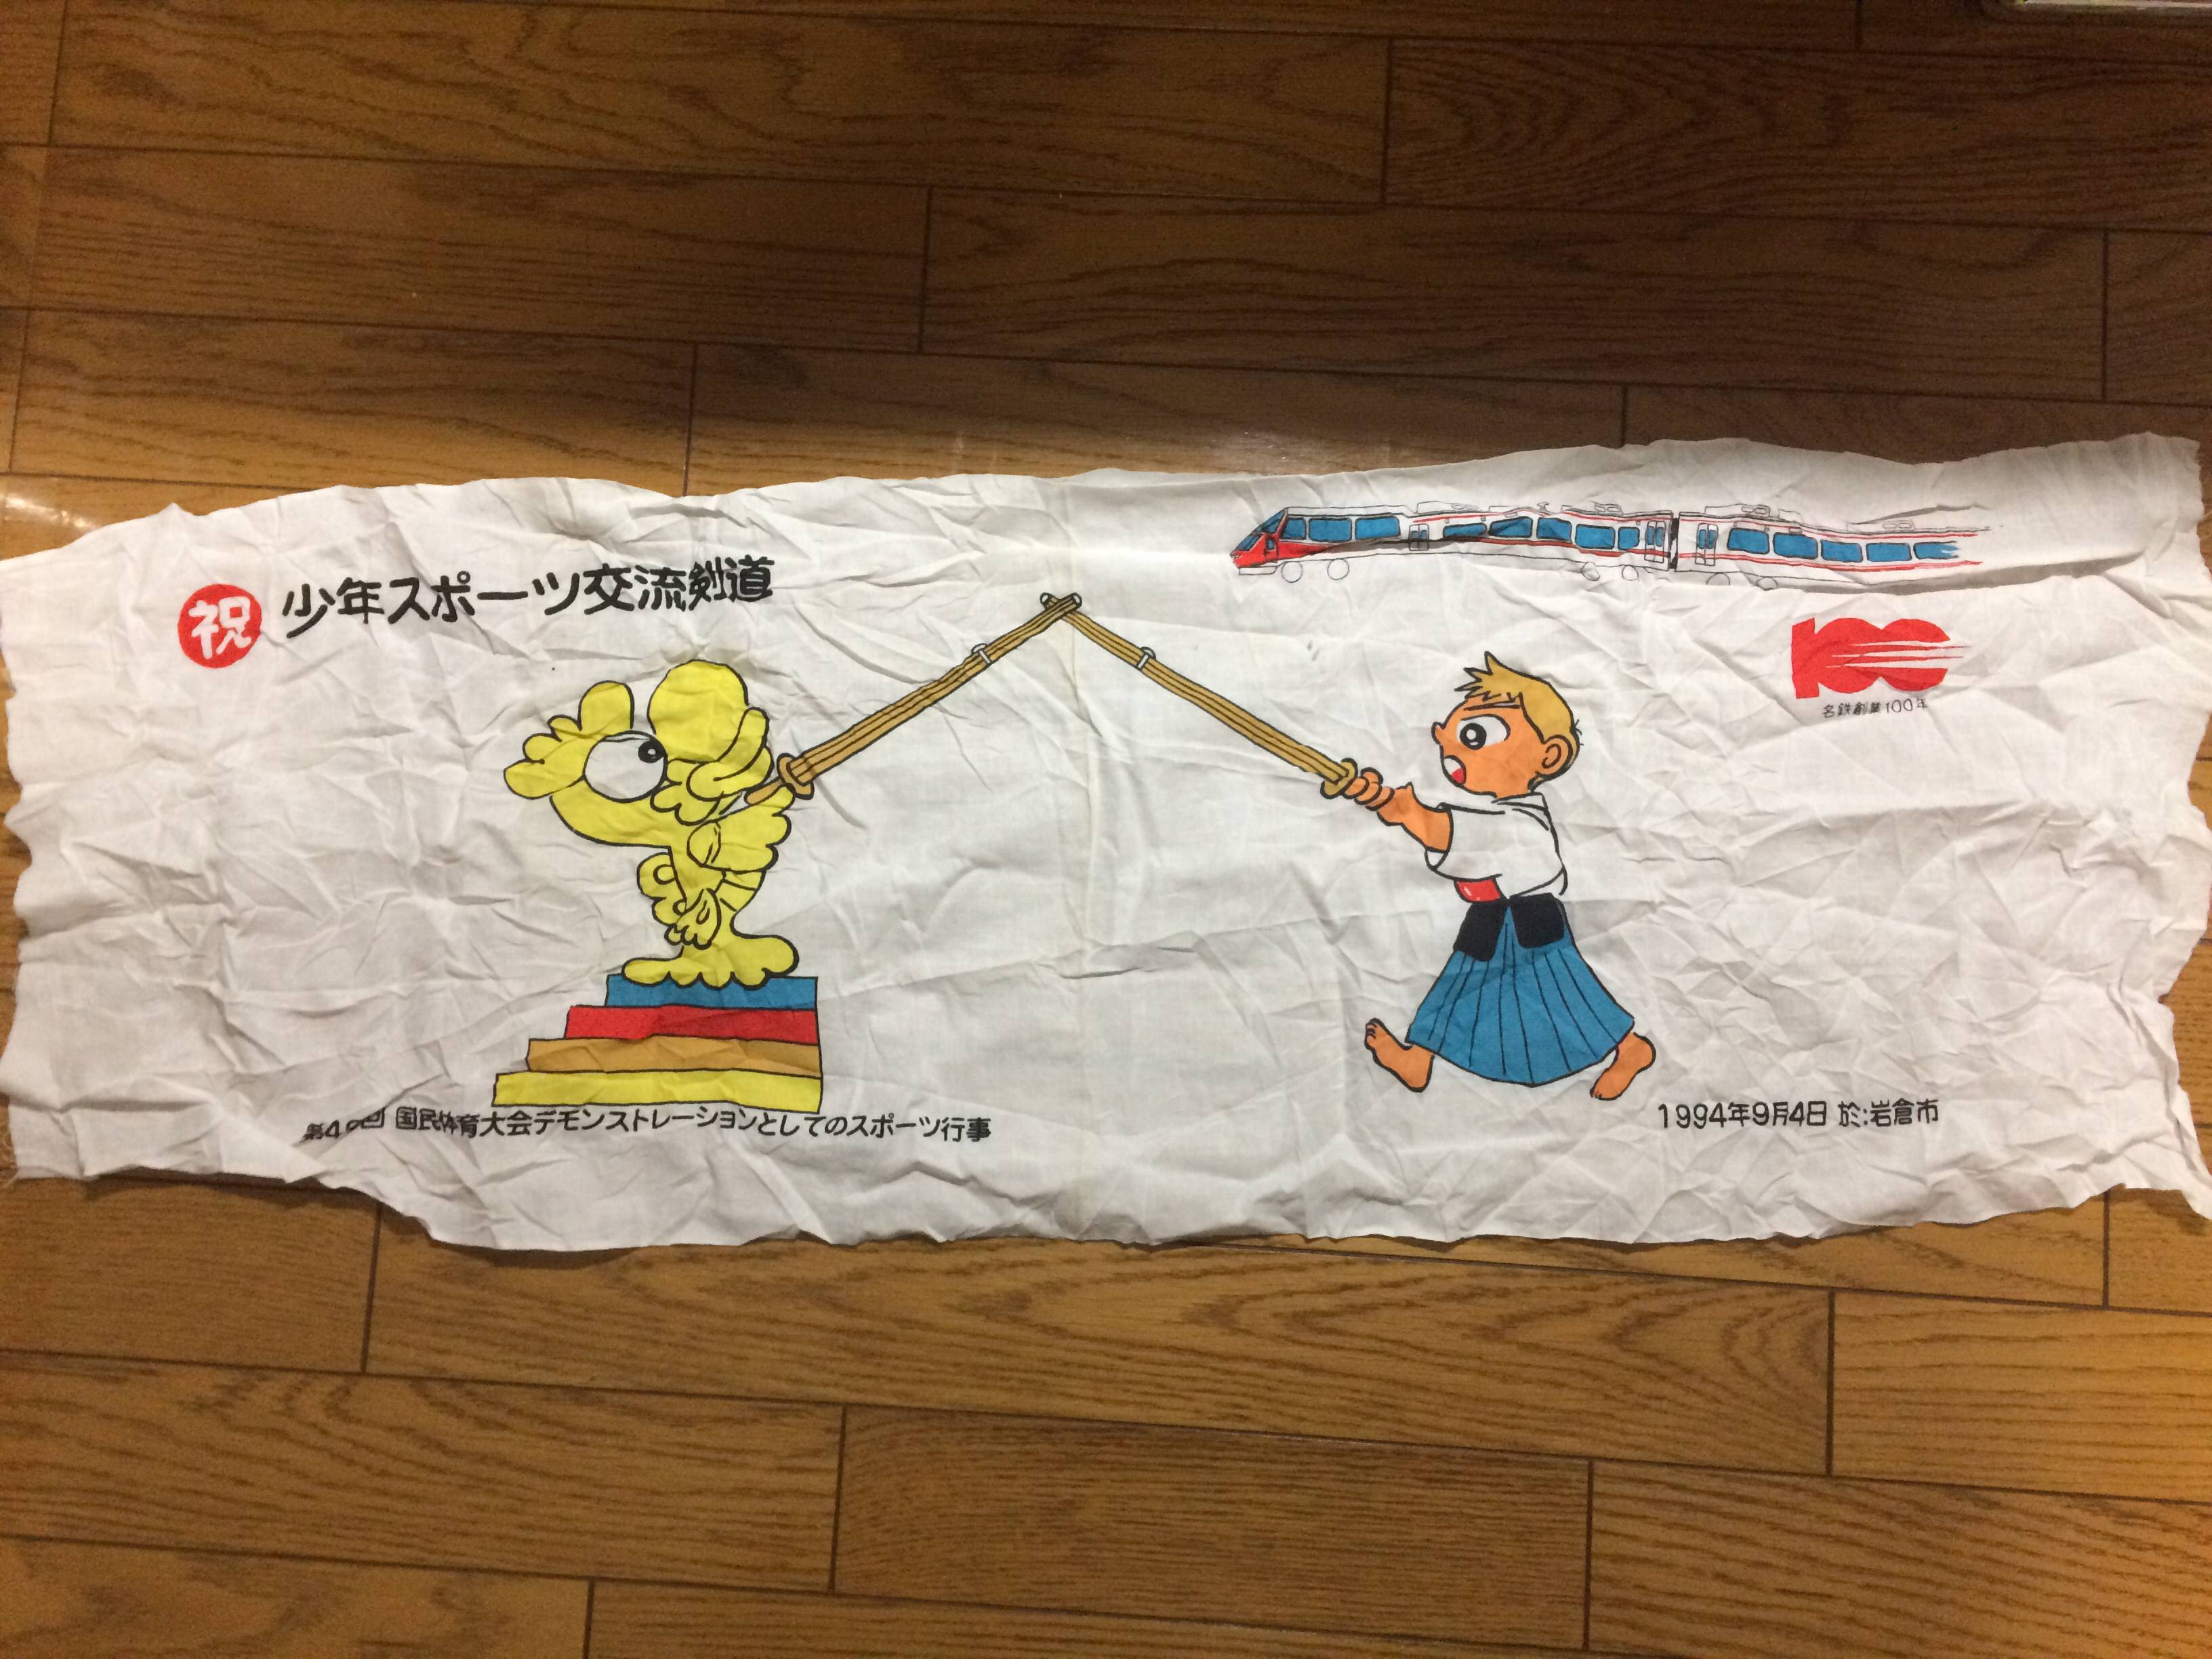 祝 少年スポーツ交流剣道
100
名鉄創業100年
国民体育大会デモンストレーションとしてのスポーツ行事
1994年9月4日 於:岩倉市